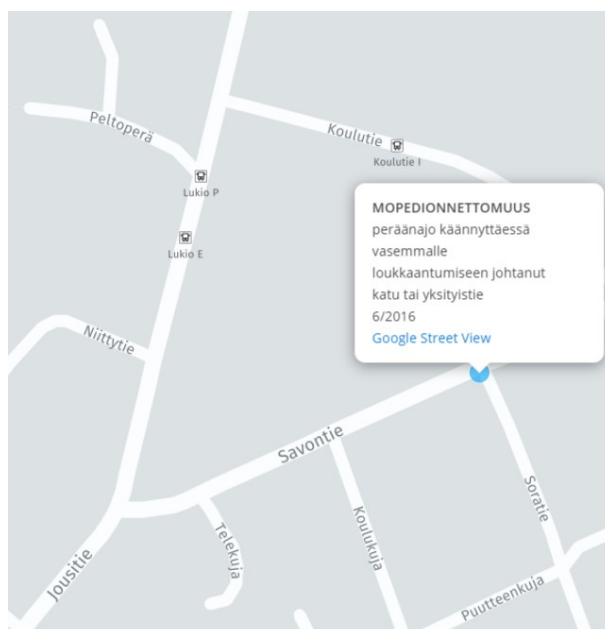 Peltoperä
Koulutie
Koulutie I
Lukio P
Lukio E
MOPEDIONNETTOMUUS
peräänajo käännyttäessä
vasemmalle
loukkaantumiseen johtanut
katu tai yksityistie
6/2016
Google Street View
Niittytie
Savontie
Soratie
Koulukuja
Telekuja
Jousitie
Puutteenkuja